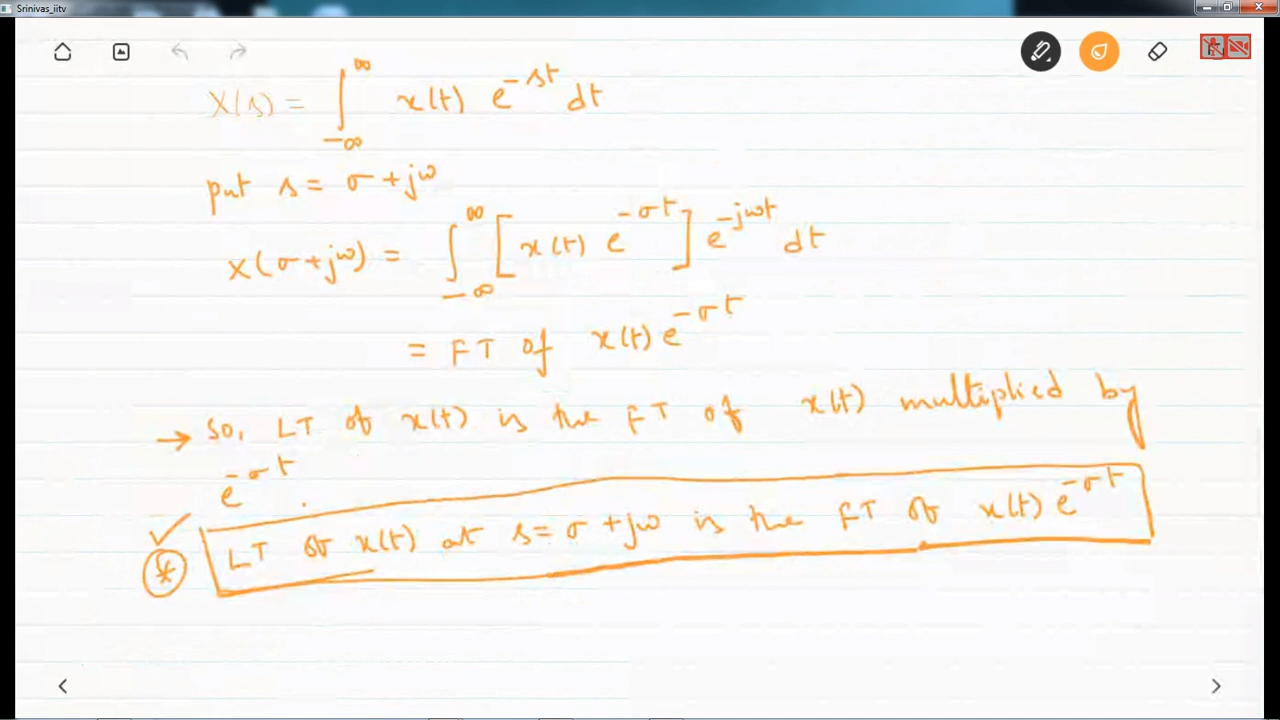 Srinivas_iitv
X(s) = ∫_{-∞}^{∞} x(t) e^{-st} dt
put s = σ + jω
X(σ + jω) = ∫_{-∞}^{∞} [x(t) e^{-σt}] e^{-jωt} dt
= FT of x(t) e^{-σt}
→ So, LT of x(t) is the FT of x(t) multiplied by
e^{-σt}.
✓ * LT of x(t) at s = σ + jω is the FT of x(t) e^{-σt}